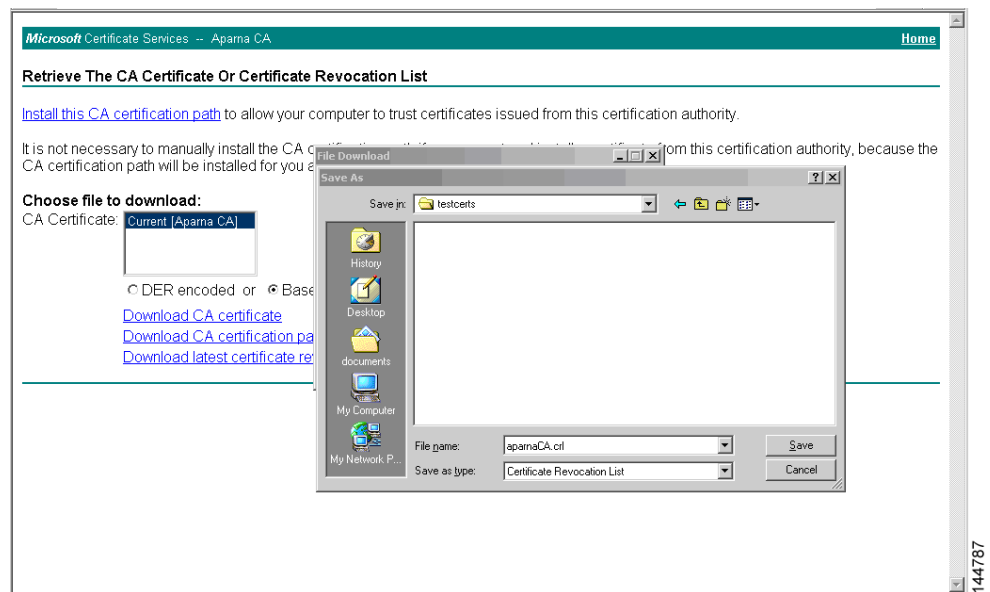 Microsoft Certificate Services -- Aparna CA Home
Retrieve The CA Certificate Or Certificate Revocation List
Install this CA certification path to allow your computer to trust certificates issued from this certification authority.
It is not necessary to manually install the CA from this certification authority, because the
CA certification path will be installed for you
File Download
Save As
Save in: testcerts
Choose file to download:
CA Certificate: Current [Aparna CA]
DER encoded or Base
Download CA certificate
Download CA certification
Download latest certificate
History
Desktop
documents
My Computer
My Network P...
File name: aparnaCA.crl Save
Save as type: Certificate Revocation List Cancel
144787